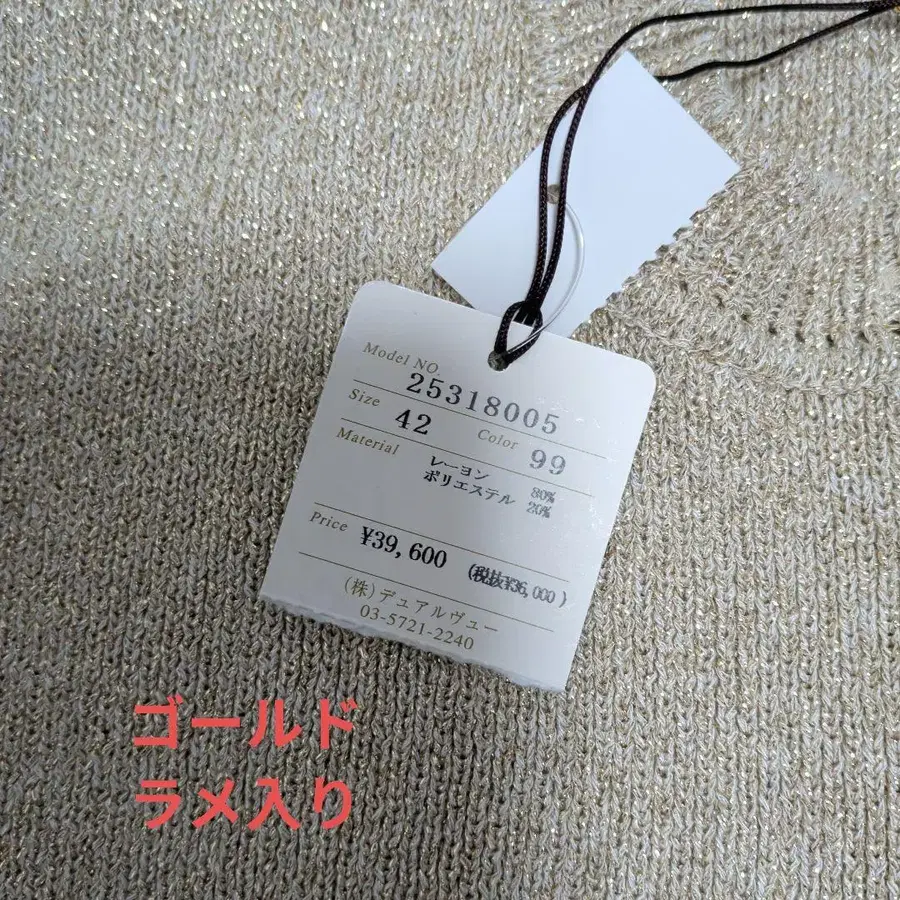 Model NO.
25318005
Size 42 Color 99
Material レーヨン 80%
ポリエステル 20%
Price ¥39,600 (税抜¥36,000)
(株)デュアルヴュー
03-5721-2240
ゴールド
ラメ入り